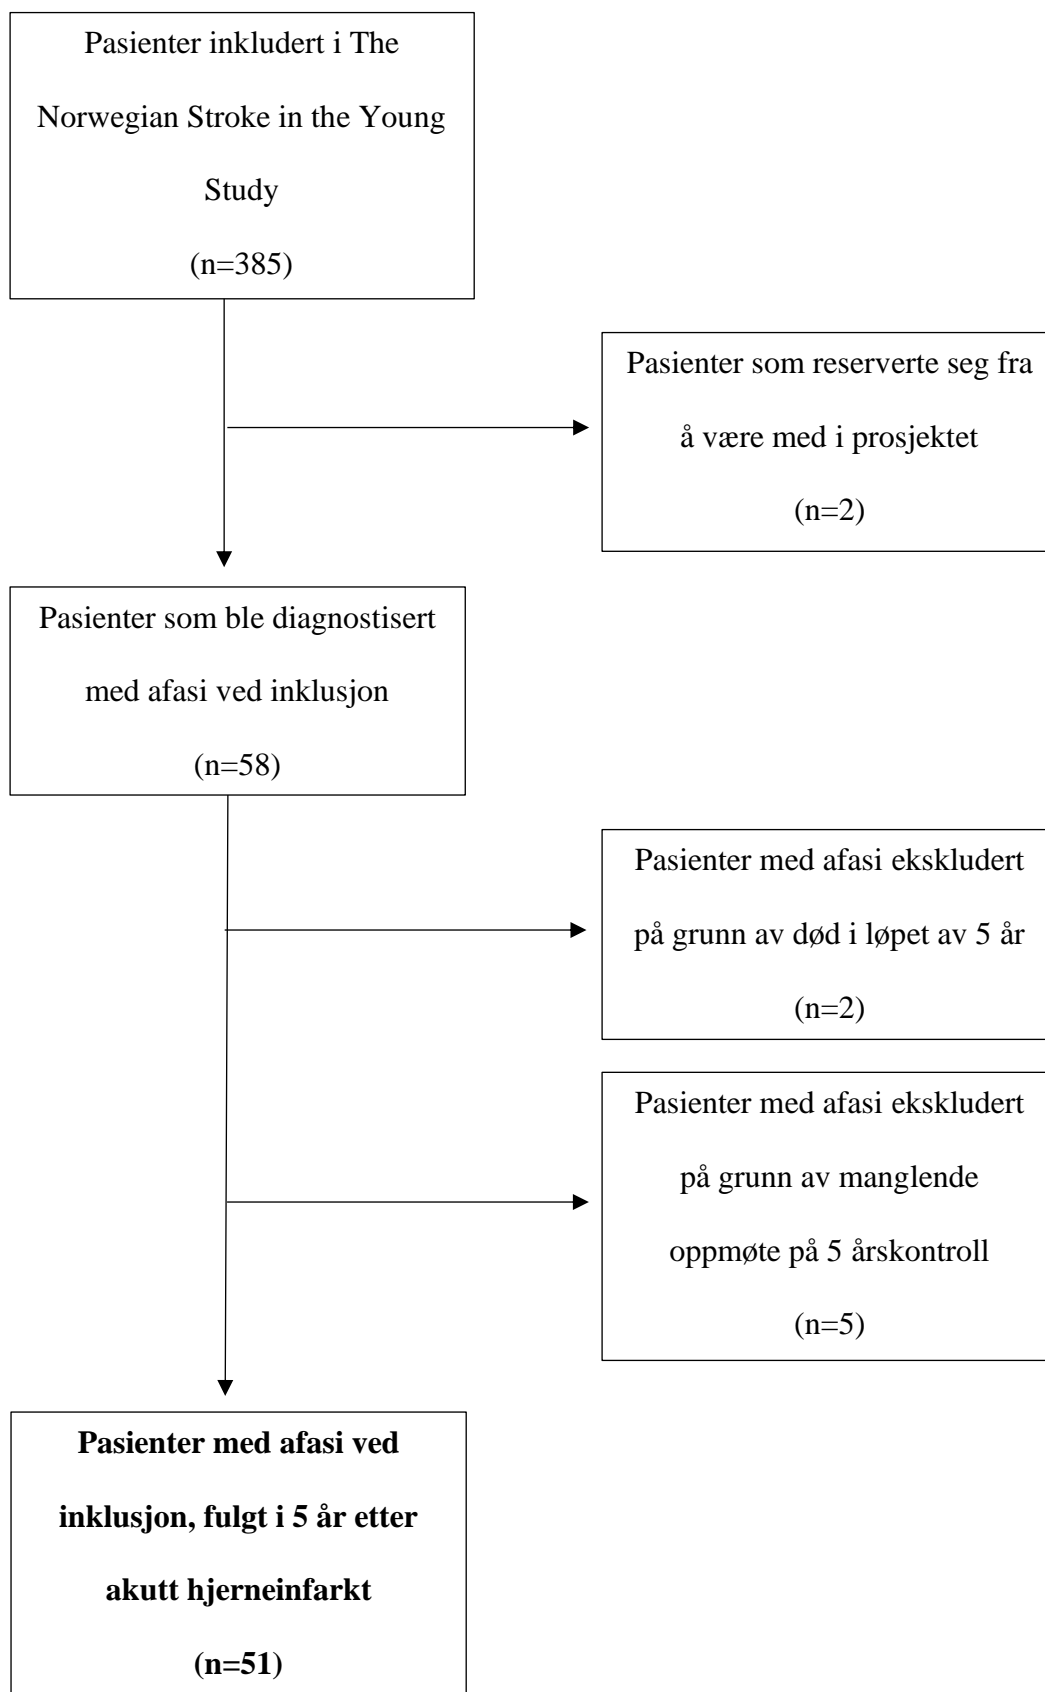 Pasienter inkludert i The
Norwegian Stroke in the Young
Study
(n=385)
Pasienter som reserverte seg fra
å være med i prosjektet
(n=2)
Pasienter som ble diagnostisert
med afasi ved inklusjon
(n=58)
Pasienter med afasi ekskludert
på grunn av død i løpet av 5 år
(n=2)
Pasienter med afasi ekskludert
på grunn av manglende
oppmøte på 5 årskontroll
(n=5)
Pasienter med afasi ved
inklusjon, fulgt i 5 år etter
akutt hjerneinfarkt
(n=51)